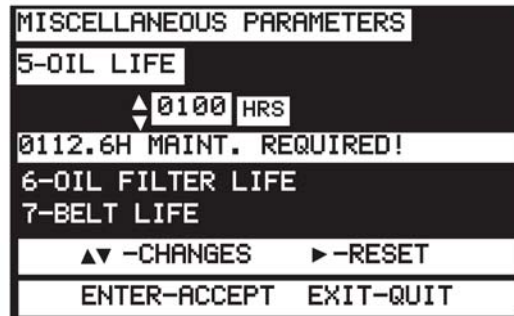 MISCELLANEOUS PARAMETERS
5-OIL LIFE
0100 HRS
0112.6H MAINT. REQUIRED!
6-OIL FILTER LIFE
7-BELT LIFE
▲▼ -CHANGES ►-RESET
ENTER-ACCEPT EXIT-QUIT